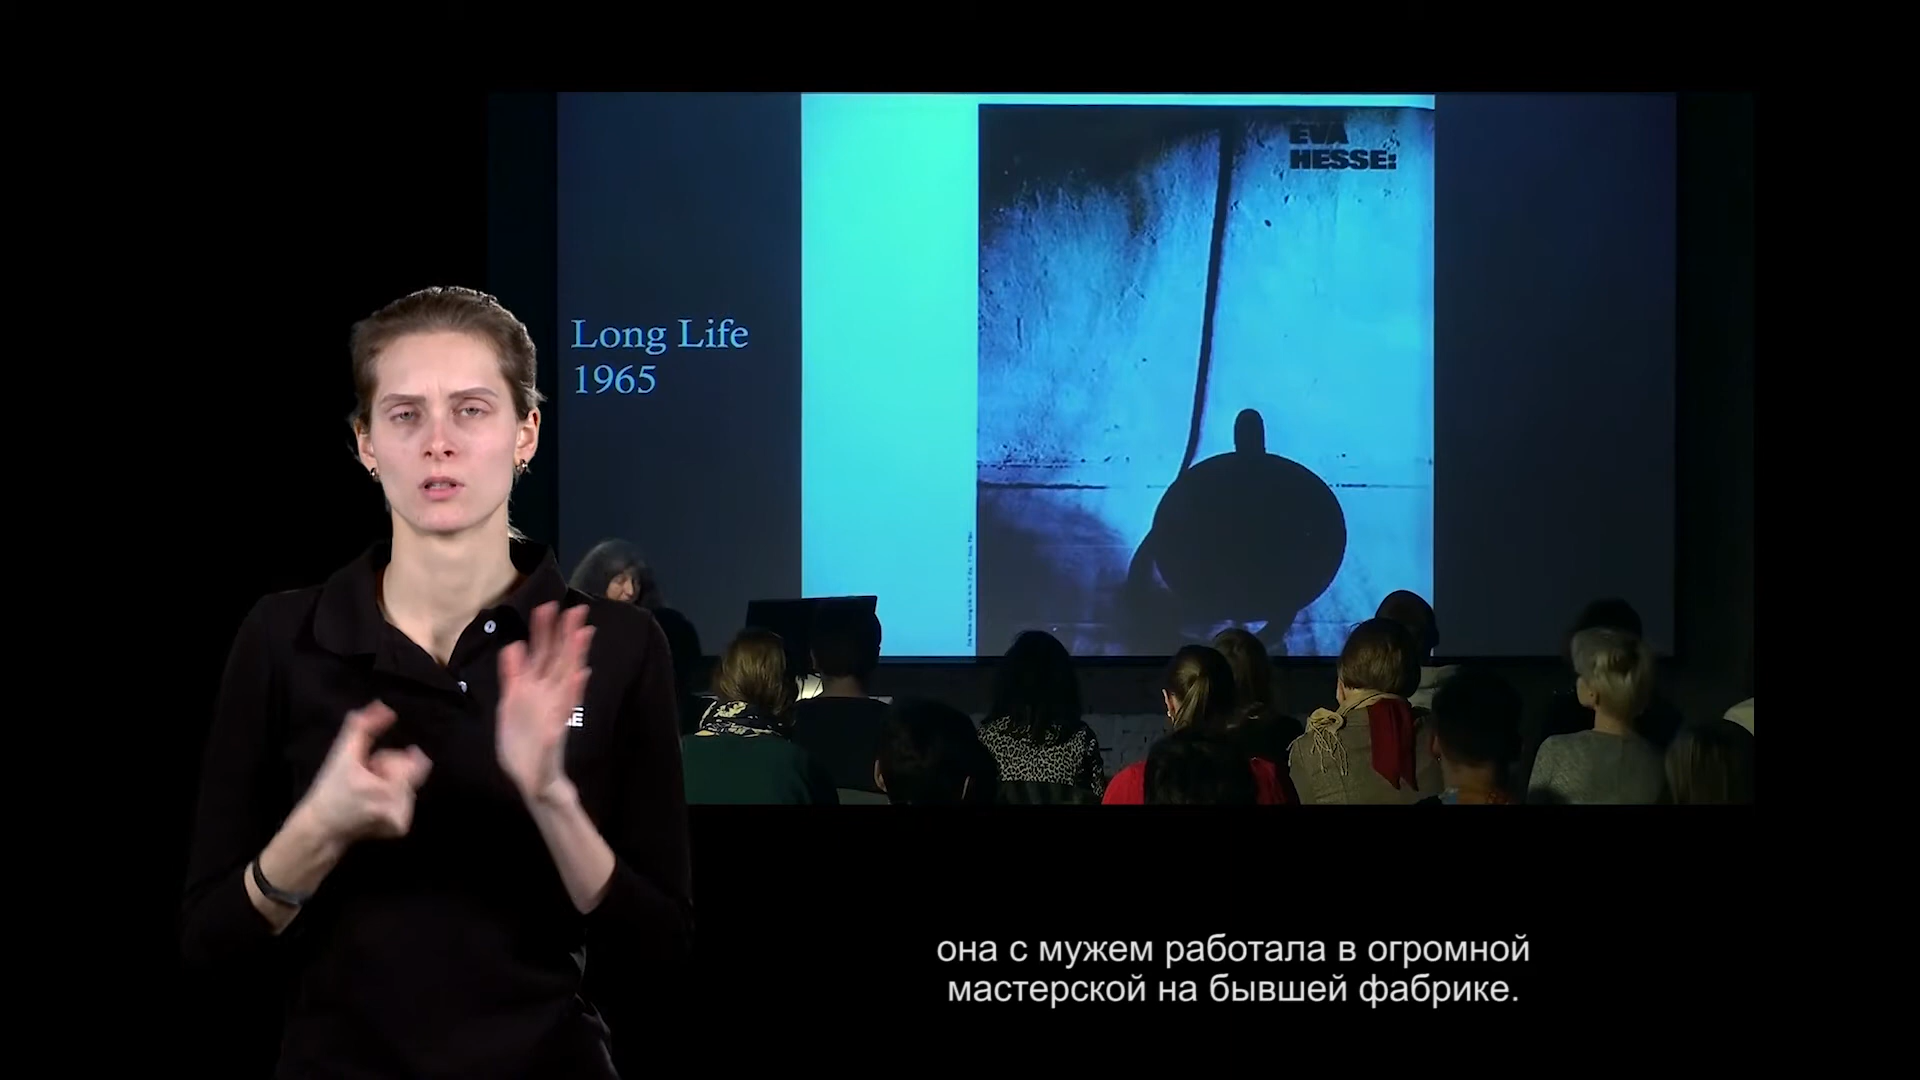 EVA
HESSE:
Long Life
1965
она с мужем работала в огромной
мастерской на бывшей фабрике.